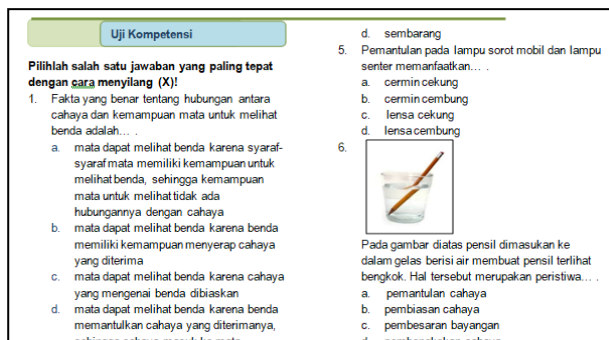 Uji Kompetensi
Pilihlah salah satu jawaban yang paling tepat
dengan cara menyilang (X)!
1. Fakta yang benar tentang hubungan antara
cahaya dan kemampuan mata untuk melihat
benda adalah... .
a. mata dapat melihat benda karena syaraf-
syaraf mata memiliki kemampuan untuk
melihat benda, sehingga kemampuan
mata untuk melihat tidak ada
hubungannya dengan cahaya
b. mata dapat melihat benda karena benda
memiliki kemampuan menyerap cahaya
yang diterima
c. mata dapat melihat benda karena cahaya
yang mengenai benda dibiaskan
d. mata dapat melihat benda karena benda
memantulkan cahaya yang diterimanya,
d. sembarang
5. Pemantulan pada lampu sorot mobil dan lampu
senter memanfaatkan... .
a. cermin cekung
b. cermin cembung
c. lensa cekung
d. lensa cembung
6.
Pada gambar diatas pensil dimasukan ke
dalam gelas berisi air membuat pensil terlihat
bengkok. Hal tersebut merupakan peristiwa... .
a. pemantulan cahaya
b. pembiasan cahaya
c. pembesaran bayangan